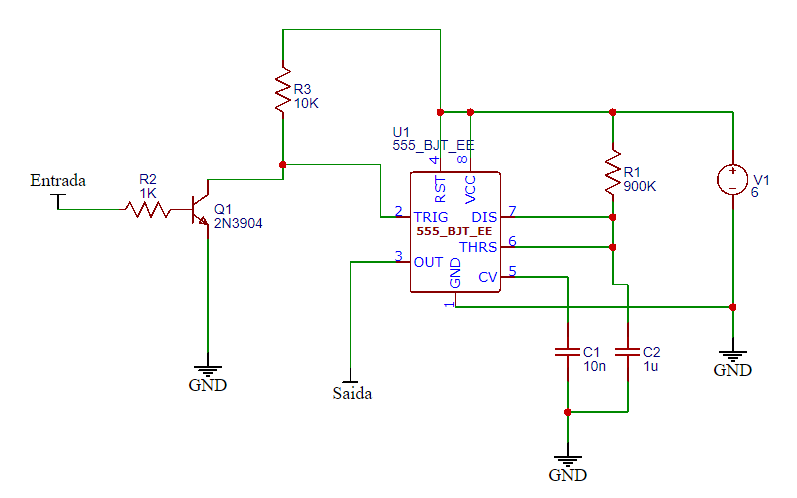 R3
10K
U1
555_BJT_EE
4
8
RST
VCC
R1
900K
V1
6
Entrada
R2
1K
Q1
2N3904
2
TRIG
DIS
7
555_BJT_EE
THRS
6
3
OUT
GND
CV
5
1
C1
10n
C2
1u
GND
GND
Saida
GND